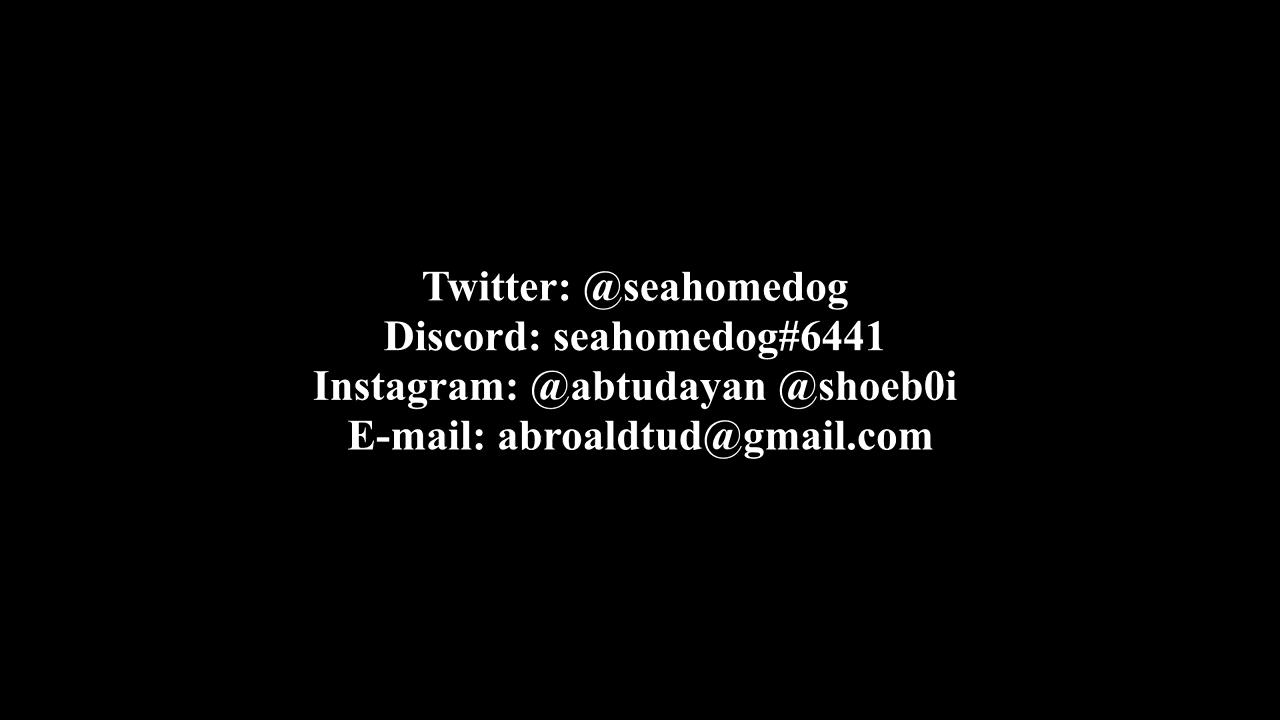 Twitter: @seahomedog
Discord: seahomedog#6441
Instagram: @abtudayan @shoeb0i
E-mail: abroaldtud@gmail.com